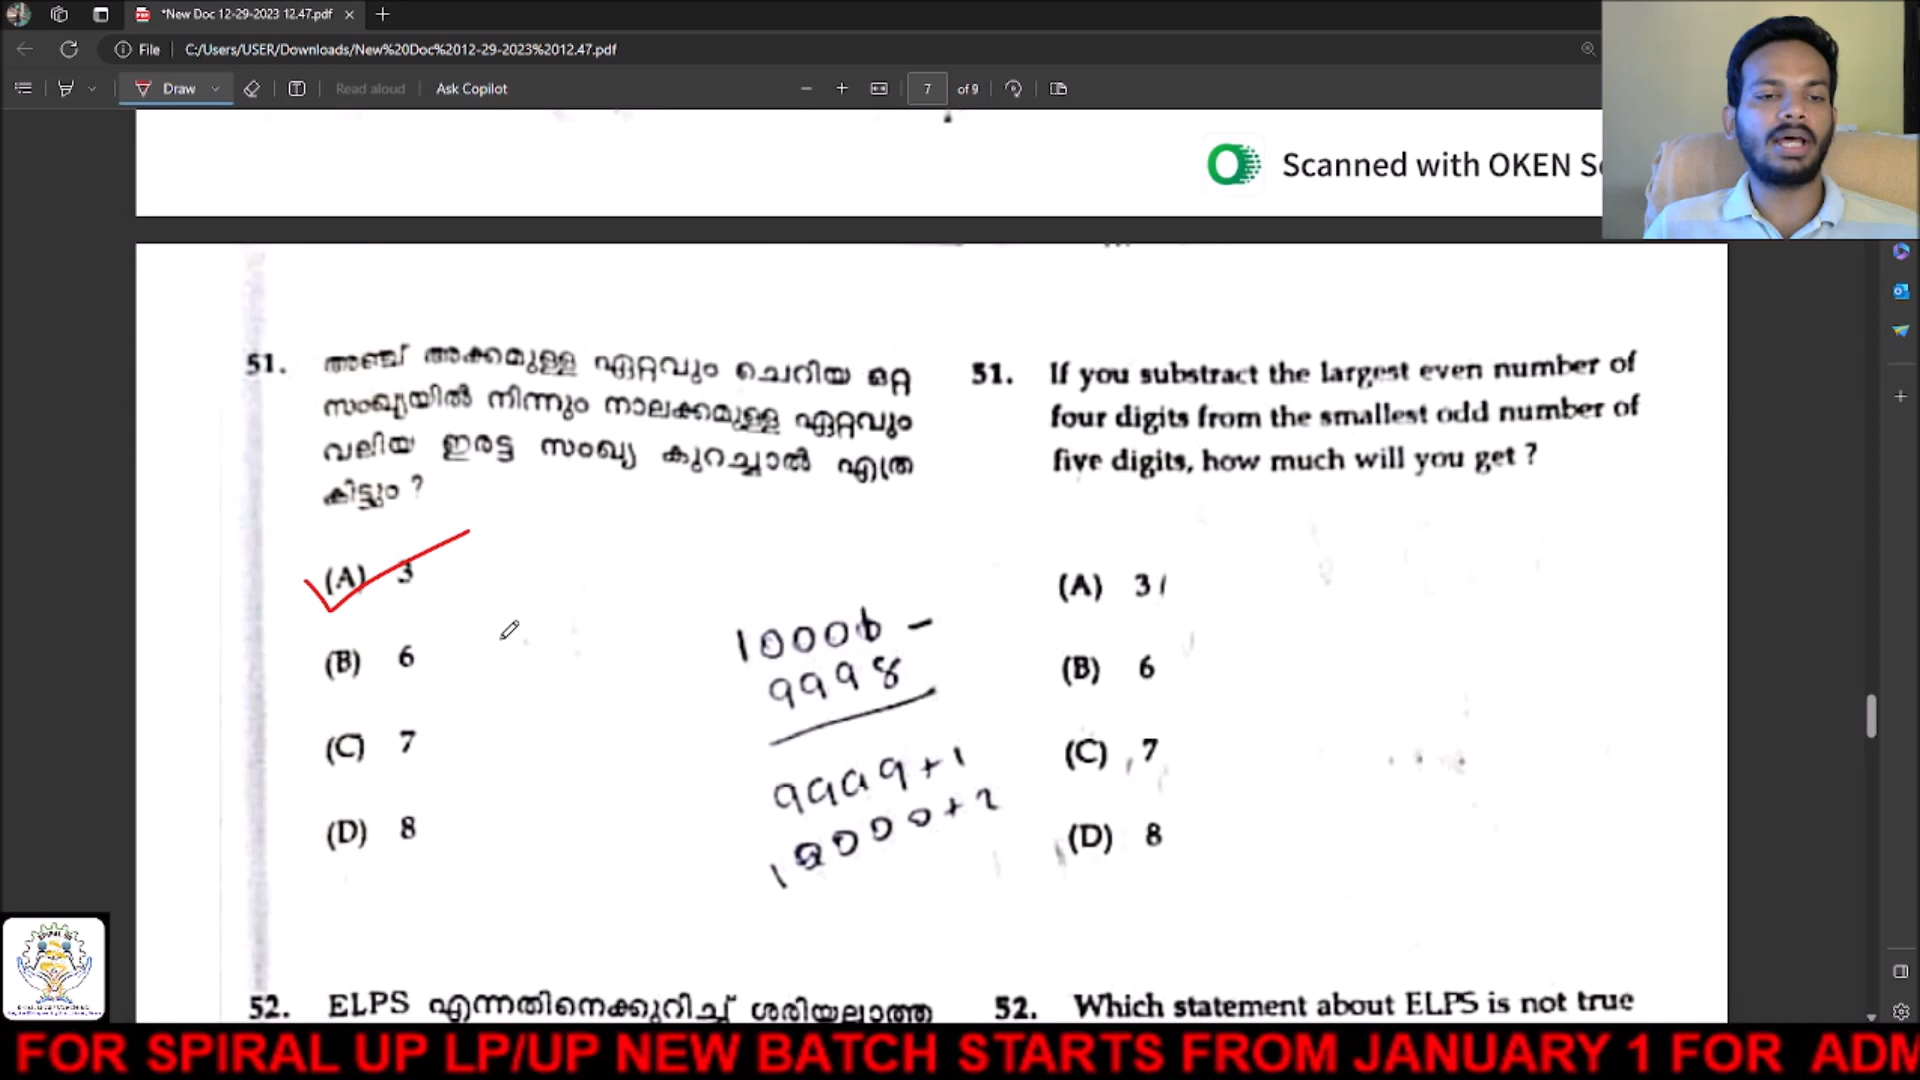 *New Doc 12-29-2023 12.47.pdf
File C:/Users/USER/Downloads/New%20Doc%2012-29-2023%2012.47.pdf
Draw Read aloud Ask Copilot 7 of 9
Scanned with OKEN S
51. അഞ്ച് അക്കമുള്ള ഏറ്റവും ചെറിയ ഒറ്റ
സംഖ്യയിൽ നിന്നും നാലക്കമുള്ള ഏറ്റവും
വലിയ ഇരട്ട സംഖ്യ കുറച്ചാൽ എത്ര
കിട്ടും ?
(A) 3
(B) 6
(C) 7
(D) 8
9998
9999+1
10000+2
51. If you substract the largest even number of
four digits from the smallest odd number of
five digits, how much will you get ?
(A) 3
(B) 6
(C) 7
(D) 8
52. ELPS എന്നതിനെക്കുറിച്ച് ശരിയല്ലാത്ത
52. Which statement about ELPS is not true
FOR SPIRAL UP LP/UP NEW BATCH STARTS FROM JANUARY 1 FOR ADM